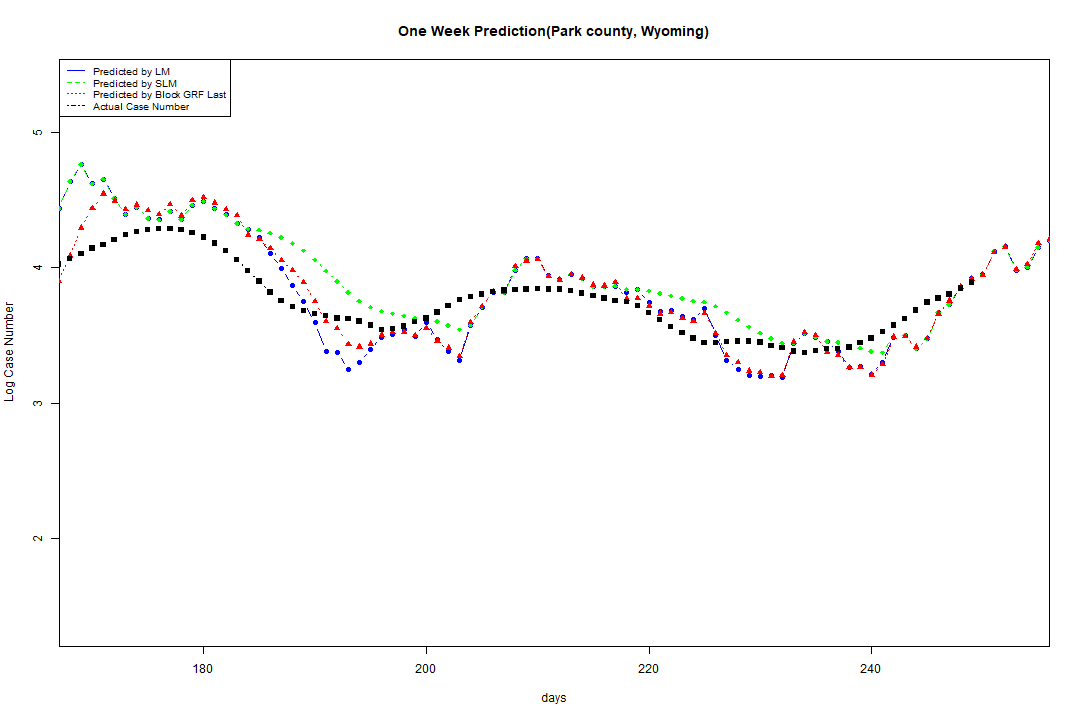 One Week Prediction(Park county, Wyoming)
Predicted by LM
Predicted by SLM
Predicted by Block GRF Last
Actual Case Number
5
4
3
2
Log Case Number
180
200
220
240
days